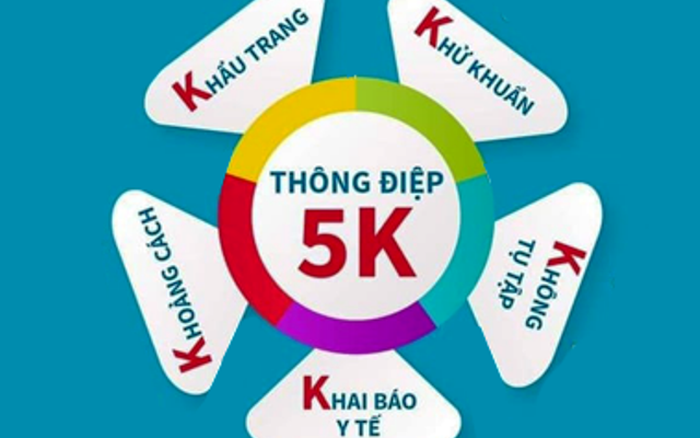 KHẨU TRANG
KHỬ KHUẨN
THÔNG ĐIỆP
5K
KHOẢNG CÁCH
KHÔNG
TỤ TẬP
KHAI BÁO
Y TẾ